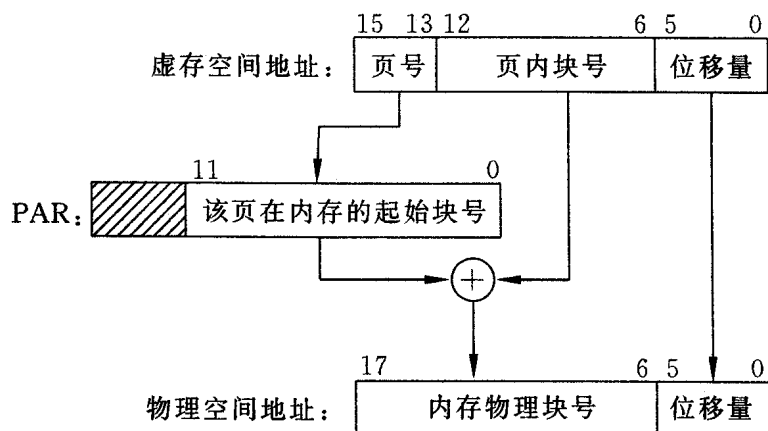 15 13 12 6 5 0
虚存空间地址： 页号 页内块号 位移量
11 0
PAR： 该页在内存的起始块号
+
17 6 5 0
物理空间地址： 内存物理块号 位移量